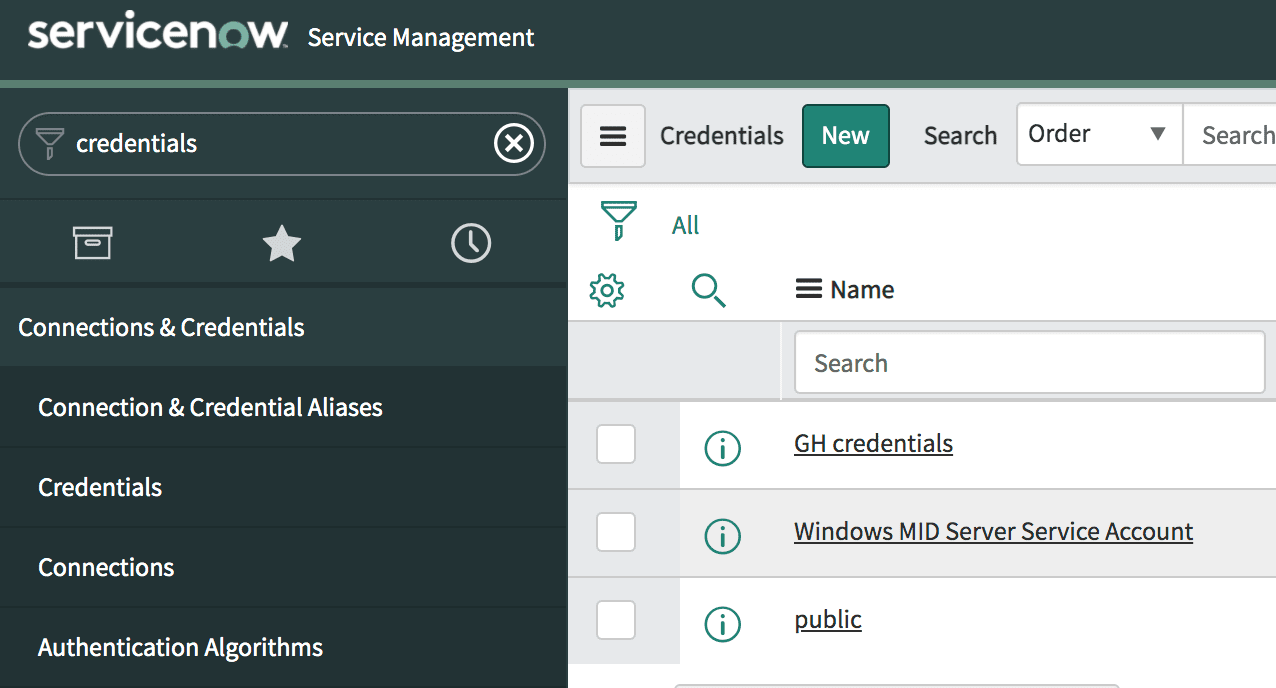 servicenow Service Management
credentials
Connections & Credentials
Connection & Credential Aliases
Credentials
Connections
Authentication Algorithms
Credentials New Search Order Search
All
Name
Search
GH credentials
Windows MID Server Service Account
public